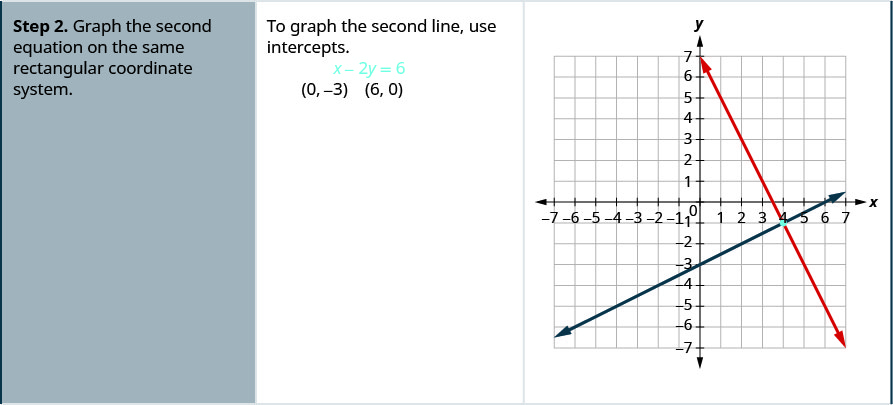 Step 2. Graph the second
equation on the same
rectangular coordinate
system.
To graph the second line, use
intercepts.
x – 2y = 6
(0, –3) (6, 0)
y
7
6
5
4
3
2
1
x
–7 –6 –5 –4 –3 –2 –1 0 1 2 3 4 5 6 7
–1
–2
–3
–4
–5
–6
–7